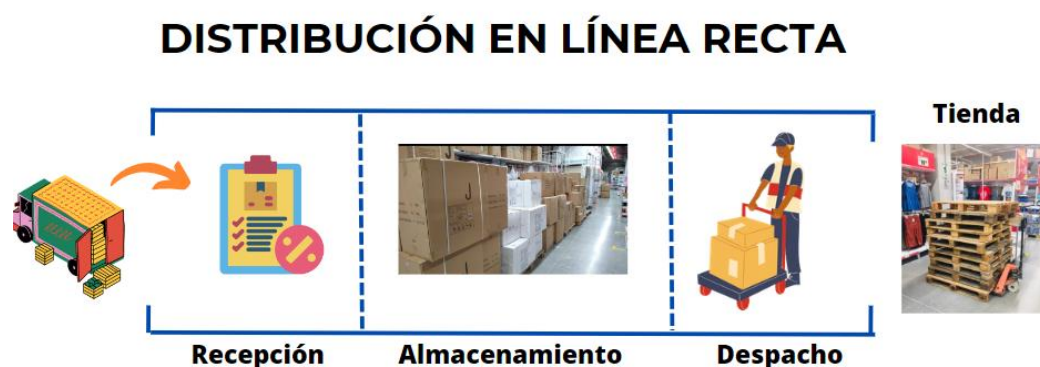 DISTRIBUCIÓN EN LÍNEA RECTA
Tienda
Recepción
Almacenamiento
Despacho